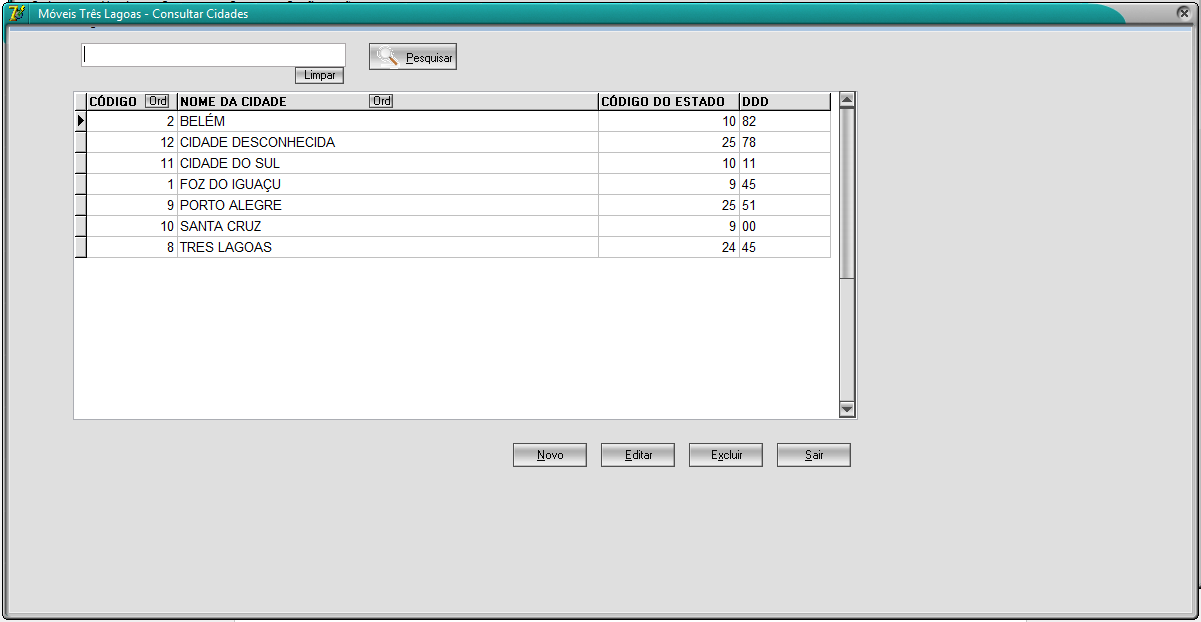 Móveis Três Lagoas - Consultar Cidades
Pesquisar
Limpar
CÓDIGO Ord NOME DA CIDADE Ord CÓDIGO DO ESTADO DDD
2 BELÉM 10 82
12 CIDADE DESCONHECIDA 25 78
11 CIDADE DO SUL 10 11
1 FOZ DO IGUAÇU 9 45
9 PORTO ALEGRE 25 51
10 SANTA CRUZ 9 00
8 TRES LAGOAS 24 45
Novo Editar Excluir Sair